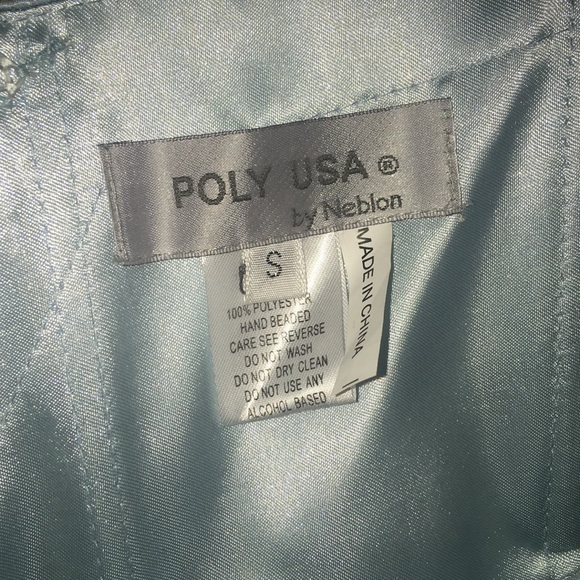 POLY USA ®
by Neblon
S
MADE IN CHINA
100% POLYESTER
HAND BEADED
CARE SEE REVERSE
DO NOT WASH
DO NOT DRY CLEAN
DO NOT USE ANY
ALCOHOL BASED